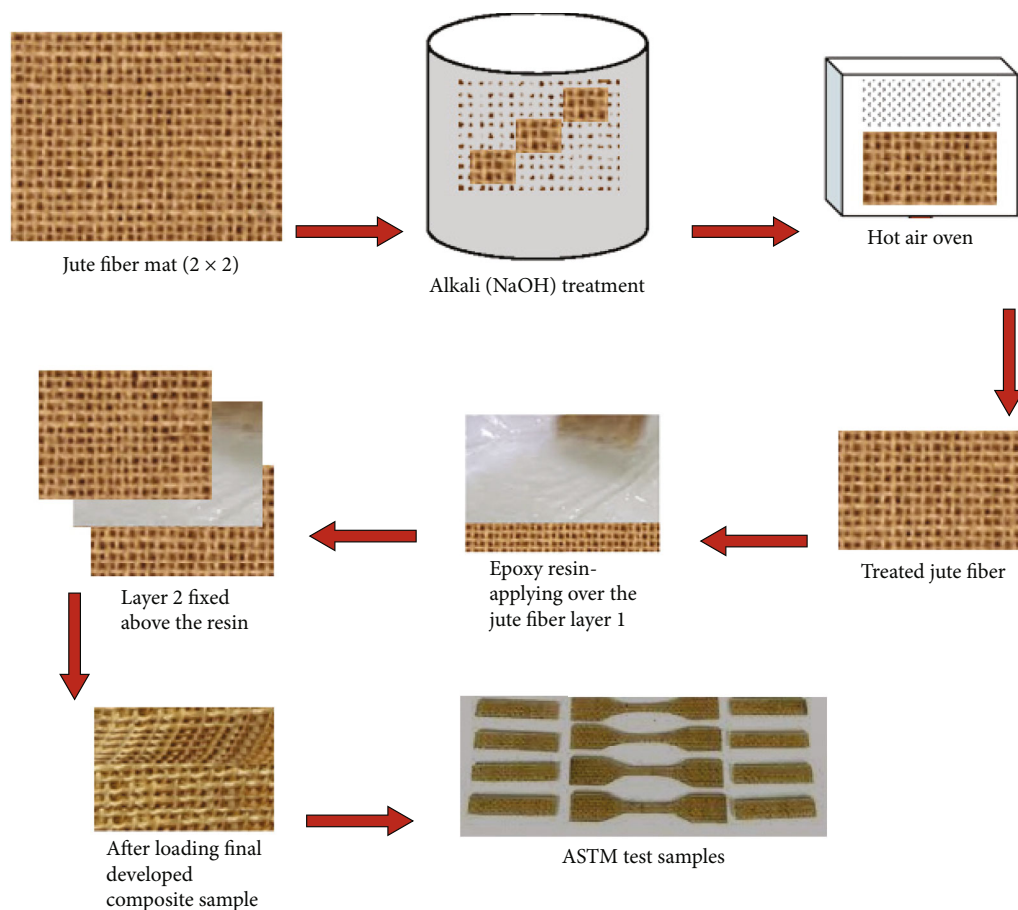 Jute fiber mat (2 × 2)
Alkali (NaOH) treatment
Hot air oven
Treated jute fiber
Epoxy resin-
applying over the
jute fiber layer 1
Layer 2 fixed
above the resin
After loading final
developed
composite sample
ASTM test samples